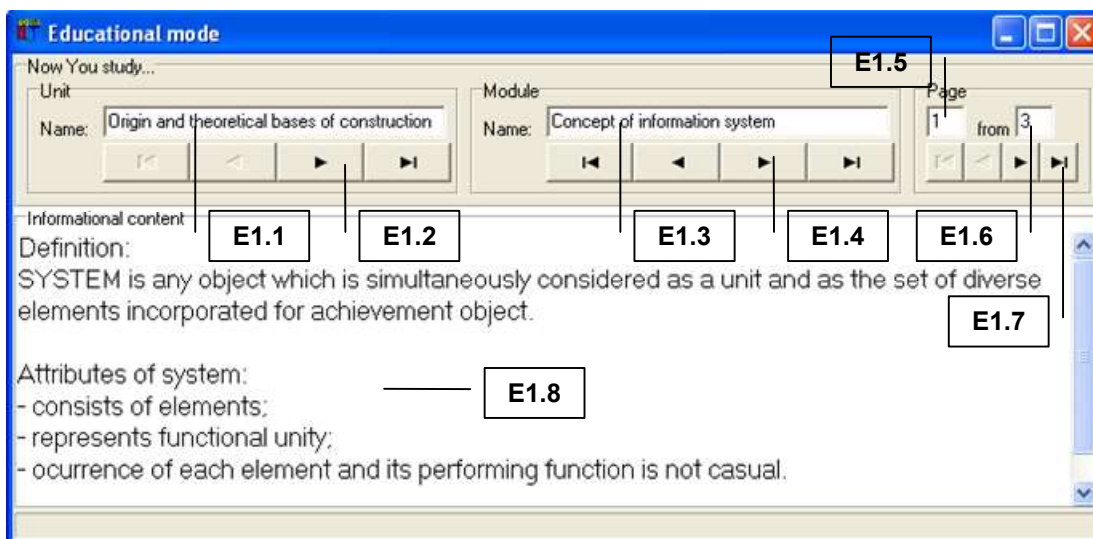 Educational mode
Now You study...
E1.5
Unit
Module
Page
Name: Origin and theoretical bases of construction
Name: Concept of information system
1 from 3
Informational content
E1.1
E1.2
E1.3
E1.4
E1.6
Definition:
SYSTEM is any object which is simultaneously considered as a unit and as the set of diverse
elements incorporated for achievement object.
E1.7
Attributes of system:
E1.8
- consists of elements;
- represents functional unity;
- ocurrence of each element and its performing function is not casual.